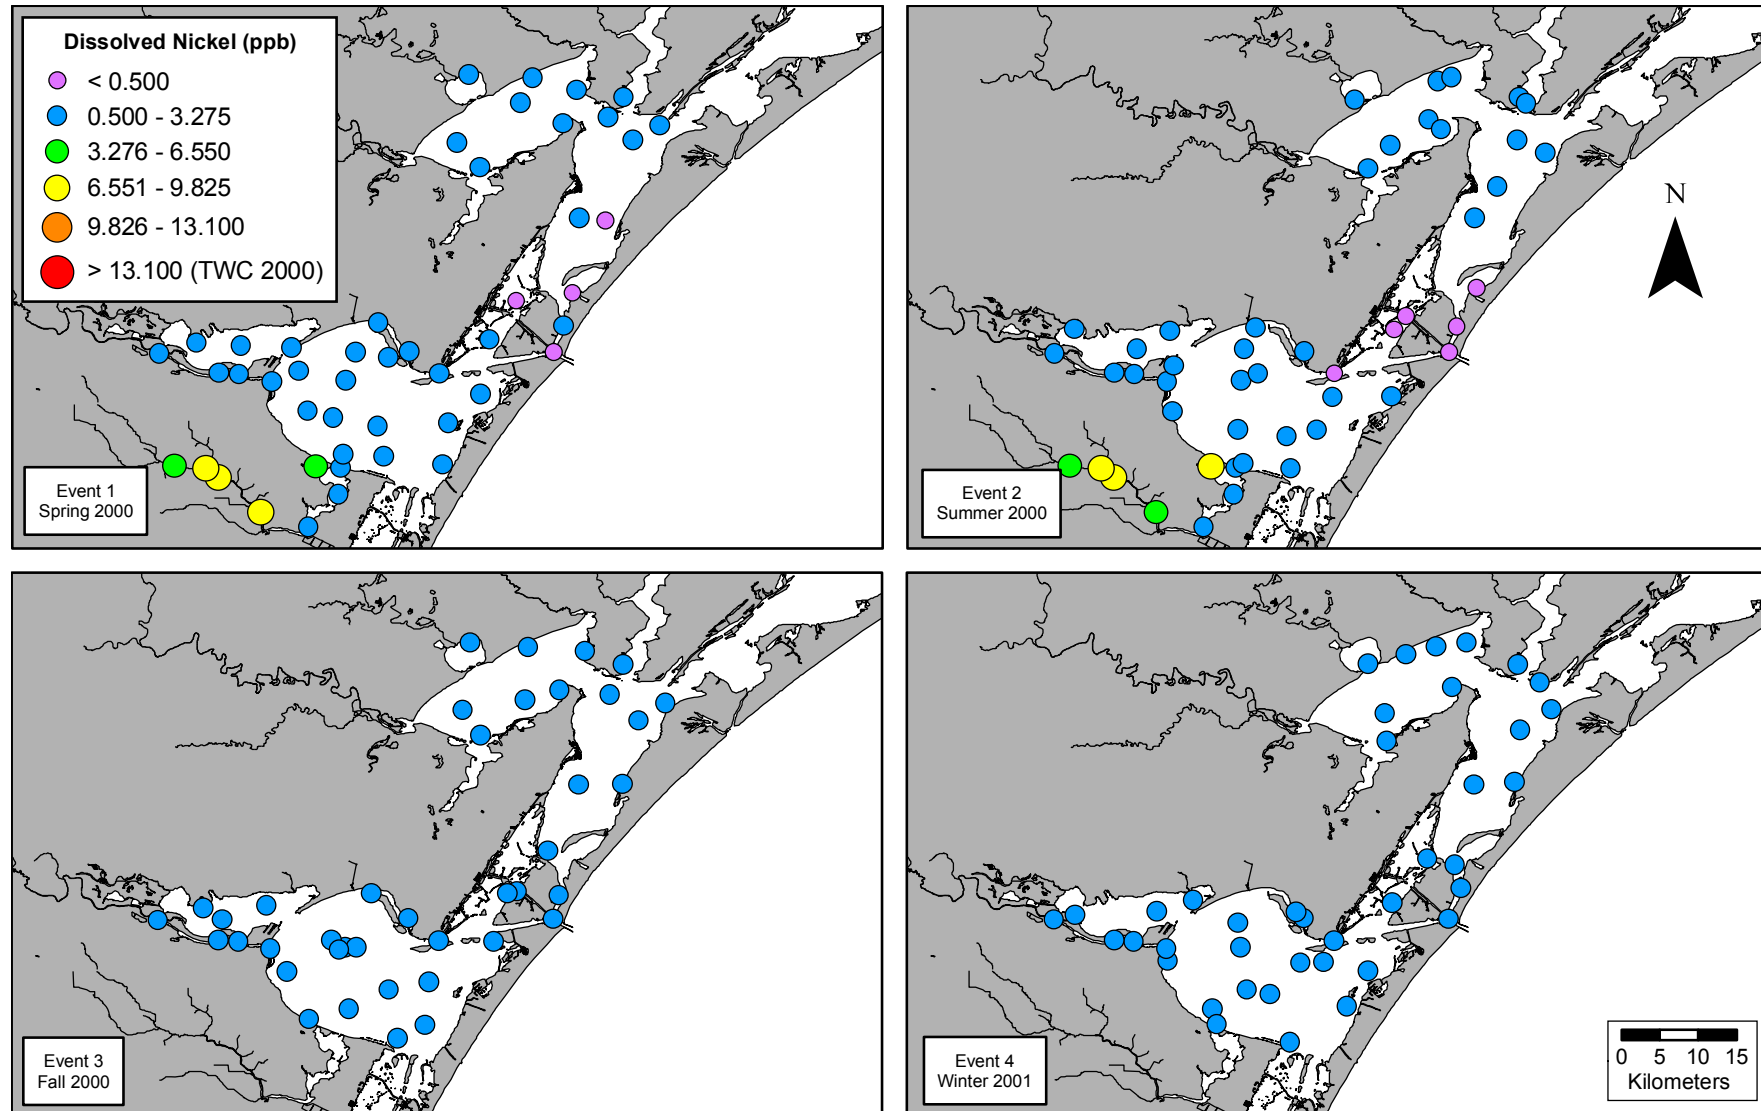 Dissolved Nickel (ppb)
< 0.500
0.500 - 3.275
3.276 - 6.550
6.551 - 9.825
9.826 - 13.100
> 13.100 (TWC 2000)
Event 1
Spring 2000
N
Event 2
Summer 2000
Event 3
Fall 2000
Event 4
Winter 2001
0 5 10 15
Kilometers